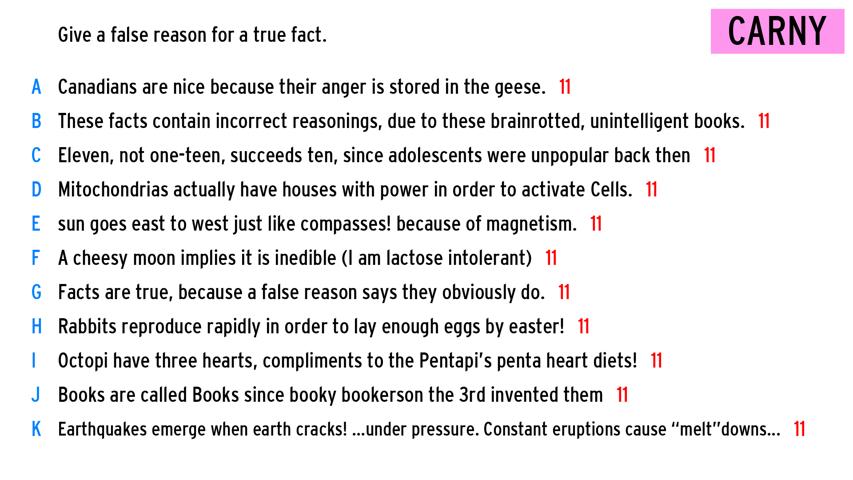 Give a false reason for a true fact.
CARNY
A Canadians are nice because their anger is stored in the geese. 11
B These facts contain incorrect reasonings, due to these brainrotted, unintelligent books. 11
C Eleven, not one-teen, succeeds ten, since adolescents were unpopular back then 11
D Mitochondrias actually have houses with power in order to activate Cells. 11
E sun goes east to west just like compasses! because of magnetism. 11
F A cheesy moon implies it is inedible (I am lactose intolerant) 11
G Facts are true, because a false reason says they obviously do. 11
H Rabbits reproduce rapidly in order to lay enough eggs by easter! 11
I Octopi have three hearts, compliments to the Pentapi's penta heart diets! 11
J Books are called Books since booky bookerson the 3rd invented them 11
K Earthquakes emerge when earth cracks! ...under pressure. Constant eruptions cause “melt”downs... 11